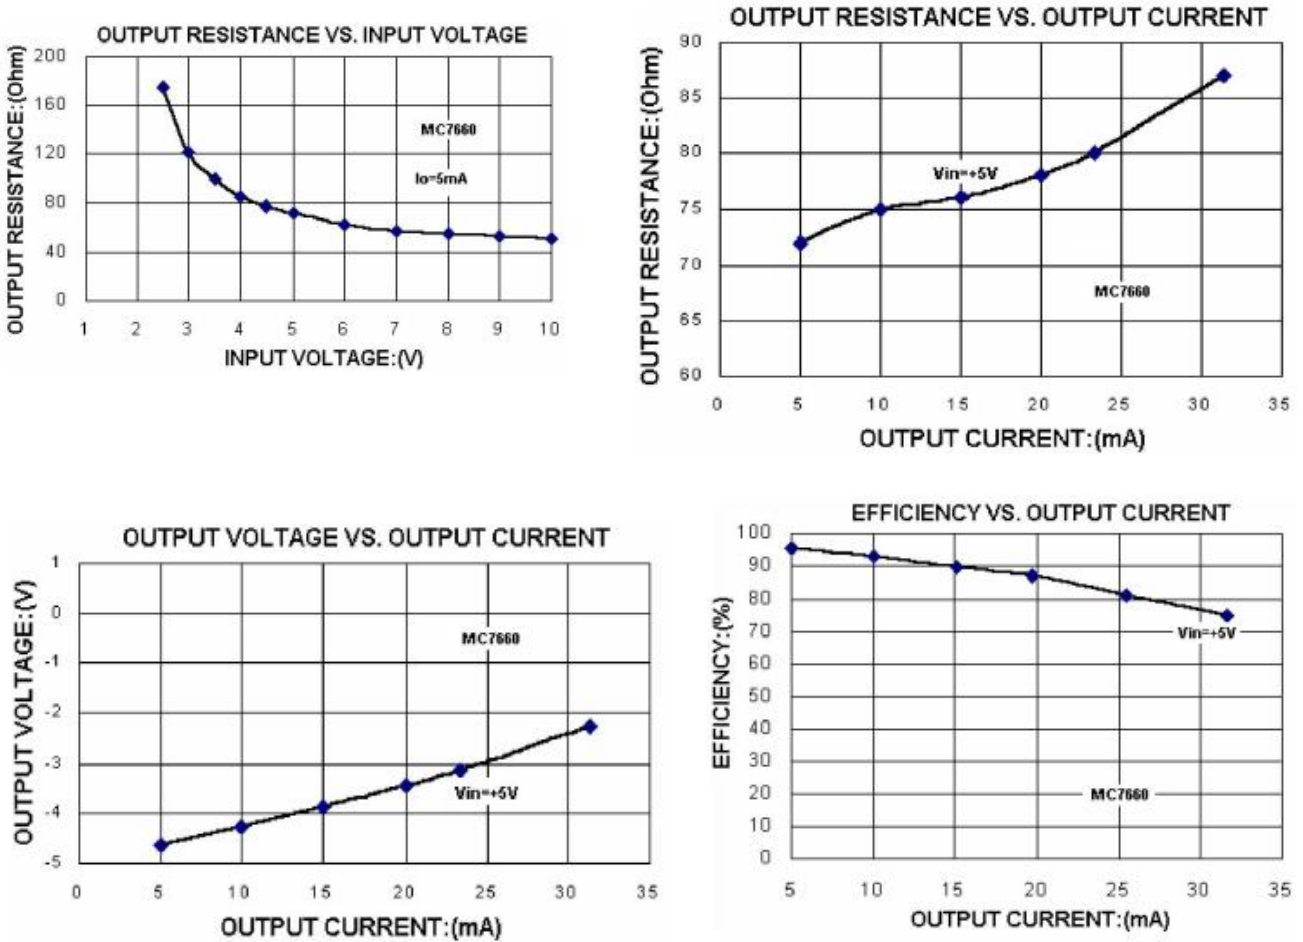 OUTPUT RESISTANCE VS. INPUT VOLTAGE
OUTPUT RESISTANCE:(Ohm)
200
160
120
80
40
0
MC7660
Io=5mA
1 2 3 4 5 6 7 8 9 10
INPUT VOLTAGE:(V)
OUTPUT RESISTANCE VS. OUTPUT CURRENT
OUTPUT RESISTANCE:(Ohm)
90
85
80
75
70
65
60
Vin=+5V
MC7660
0 5 10 15 20 25 30 35
OUTPUT CURRENT:(mA)
OUTPUT VOLTAGE VS. OUTPUT CURRENT
OUTPUT VOLTAGE:(V)
1
0
-1
-2
-3
-4
-5
MC7660
Vin=+5V
0 5 10 15 20 25 30 35
OUTPUT CURRENT:(mA)
EFFICIENCY VS. OUTPUT CURRENT
EFFICIENCY:(%)
100
90
80
70
60
50
40
30
20
10
0
Vin=+5V
MC7660
5 10 15 20 25 30 35
OUTPUT CURRENT:(mA)